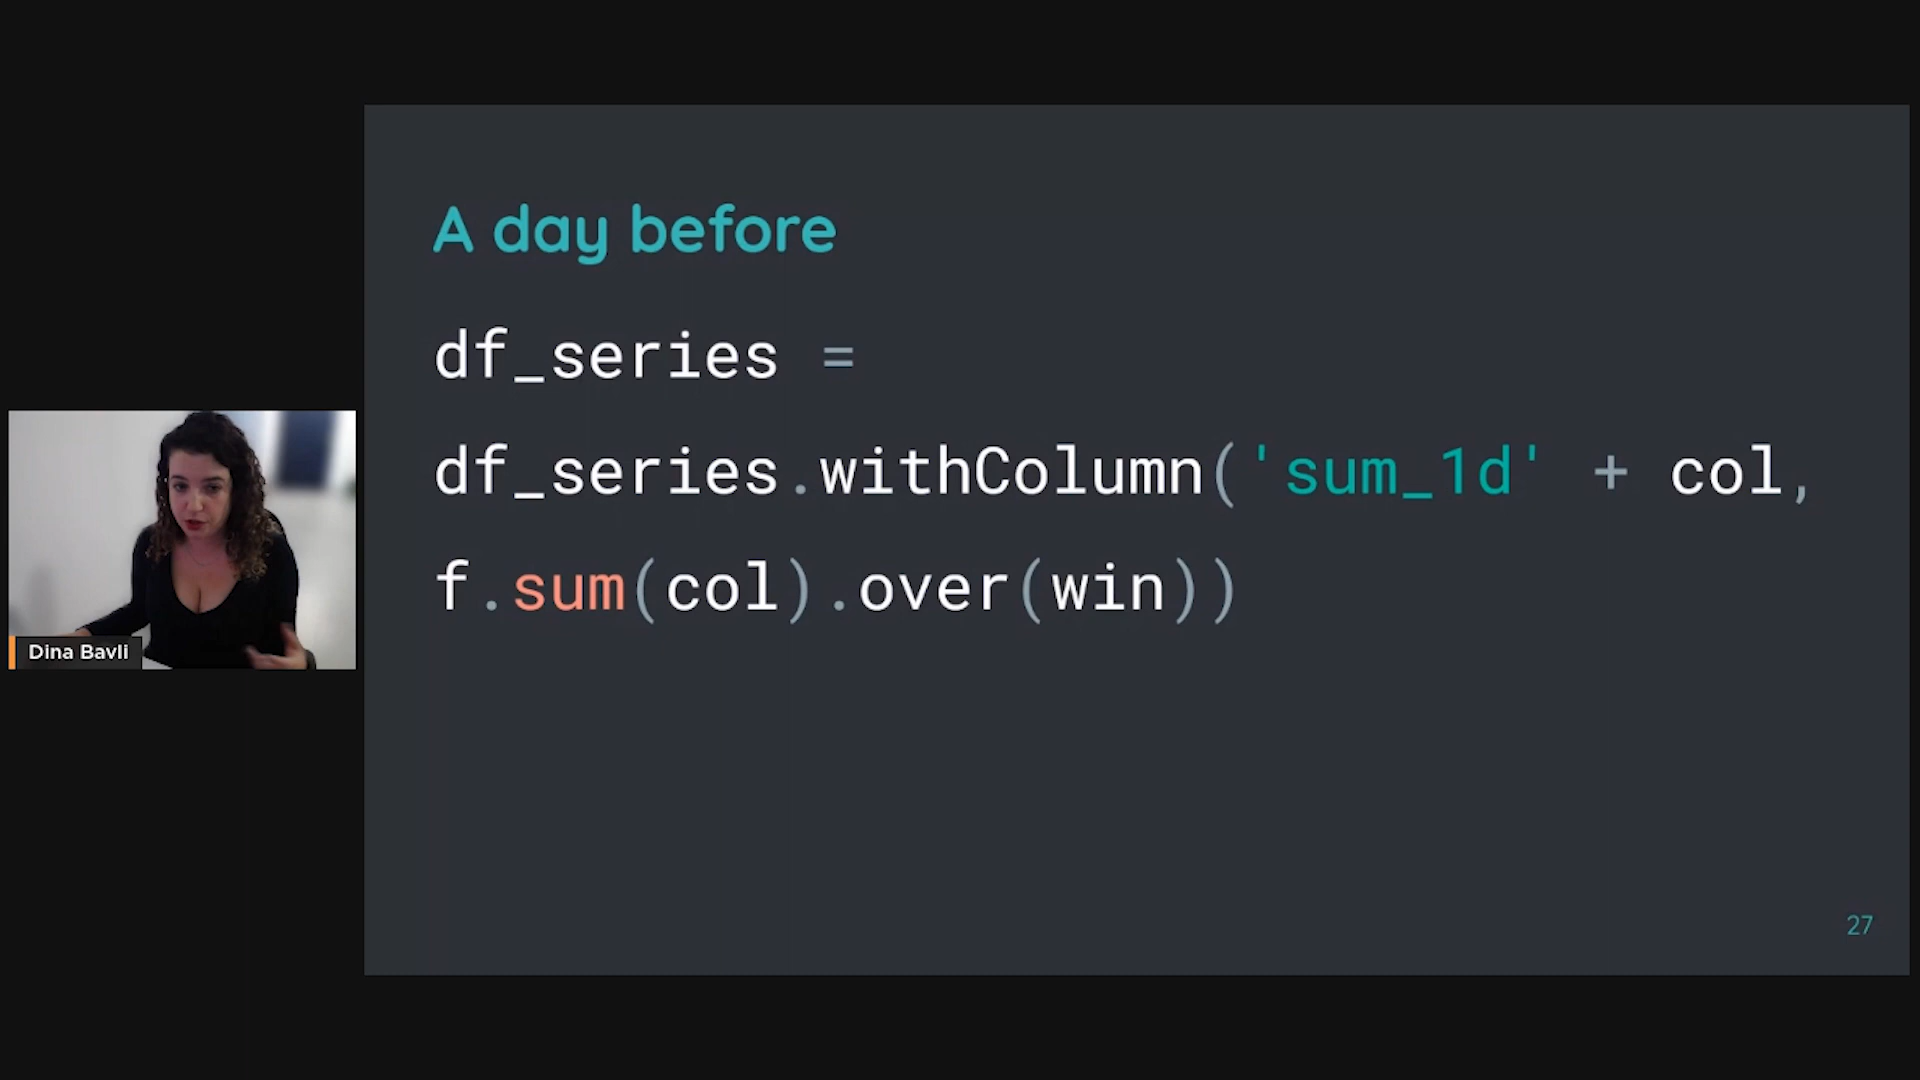 A day before
df_series =
df_series.withColumn('sum_1d' + col,
f.sum(col).over(win))
Dina Bavli
27